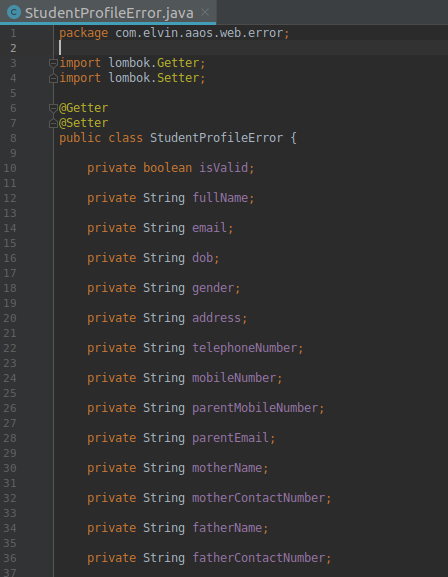 StudentProfileError.java
1 package com.elvin.aaos.web.error;
2
3 import lombok.Getter;
4 import lombok.Setter;
5
6 @Getter
7 @Setter
8 public class StudentProfileError {
9
10 private boolean isValid;
11
12 private String fullName;
13
14 private String email;
15
16 private String dob;
17
18 private String gender;
19
20 private String address;
21
22 private String telephoneNumber;
23
24 private String mobileNumber;
25
26 private String parentMobileNumber;
27
28 private String parentEmail;
29
30 private String motherName;
31
32 private String motherContactNumber;
33
34 private String fatherName;
35
36 private String fatherContactNumber;
37